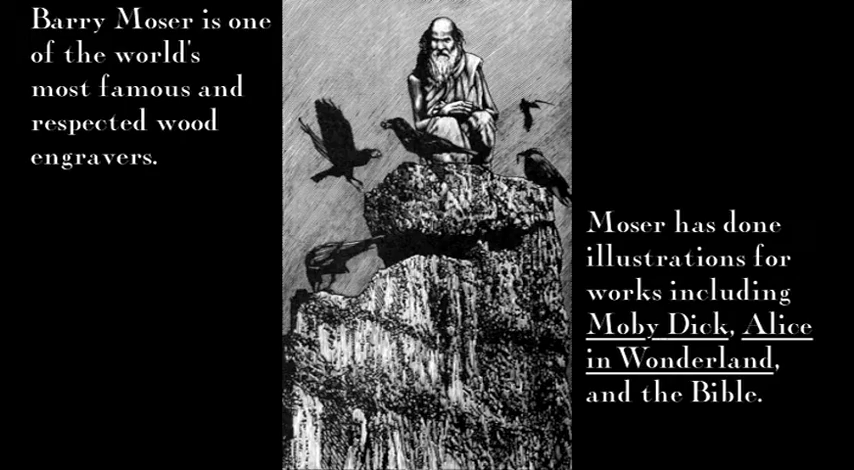 Barry Moser is one
of the world's
most famous and
respected wood
engravers.
Moser has done
illustrations for
works including
Moby Dick, Alice
in Wonderland,
and the Bible.